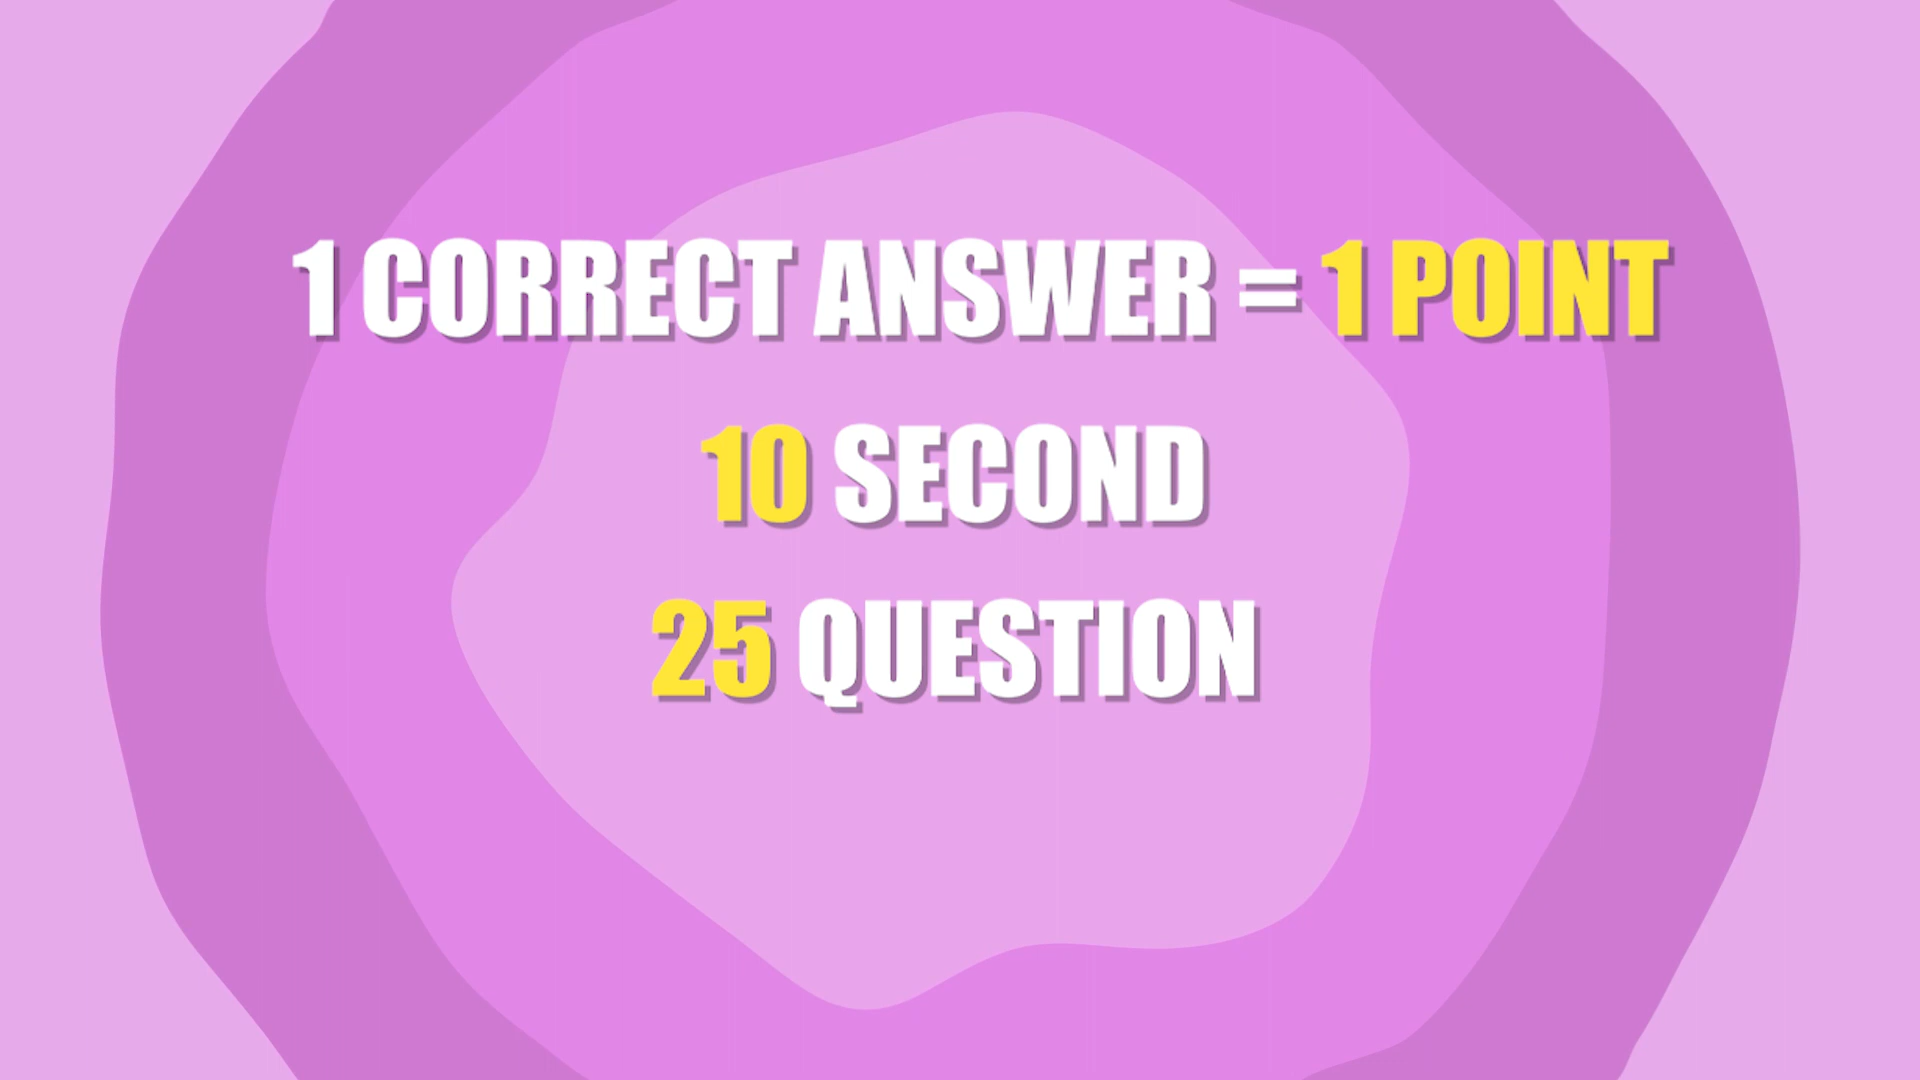 1 CORRECT ANSWER = 1 POINT
10 SECOND
25 QUESTION